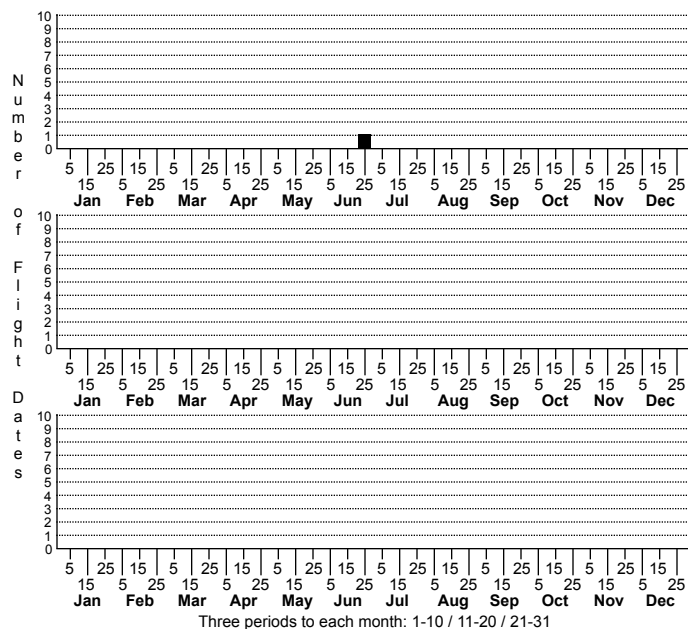 Number
of
Flight
Dates
10
9
8
7
6
5
4
3
2
1
0
5 25 15 5 25 15 5 25 15 5 25 15 5 25 15 5 25 15
15 5 25 15 5 25 15 5 25 15 5 25 15 5 25 15 5 25
Jan Feb Mar Apr May Jun Jul Aug Sep Oct Nov Dec
10
9
8
7
6
5
4
3
2
1
0
5 25 15 5 25 15 5 25 15 5 25 15 5 25 15 5 25 15
15 5 25 15 5 25 15 5 25 15 5 25 15 5 25 15 5 25
Jan Feb Mar Apr May Jun Jul Aug Sep Oct Nov Dec
10
9
8
7
6
5
4
3
2
1
0
5 25 15 5 25 15 5 25 15 5 25 15 5 25 15 5 25 15
15 5 25 15 5 25 15 5 25 15 5 25 15 5 25 15 5 25
Jan Feb Mar Apr May Jun Jul Aug Sep Oct Nov Dec
Three periods to each month: 1-10 / 11-20 / 21-31